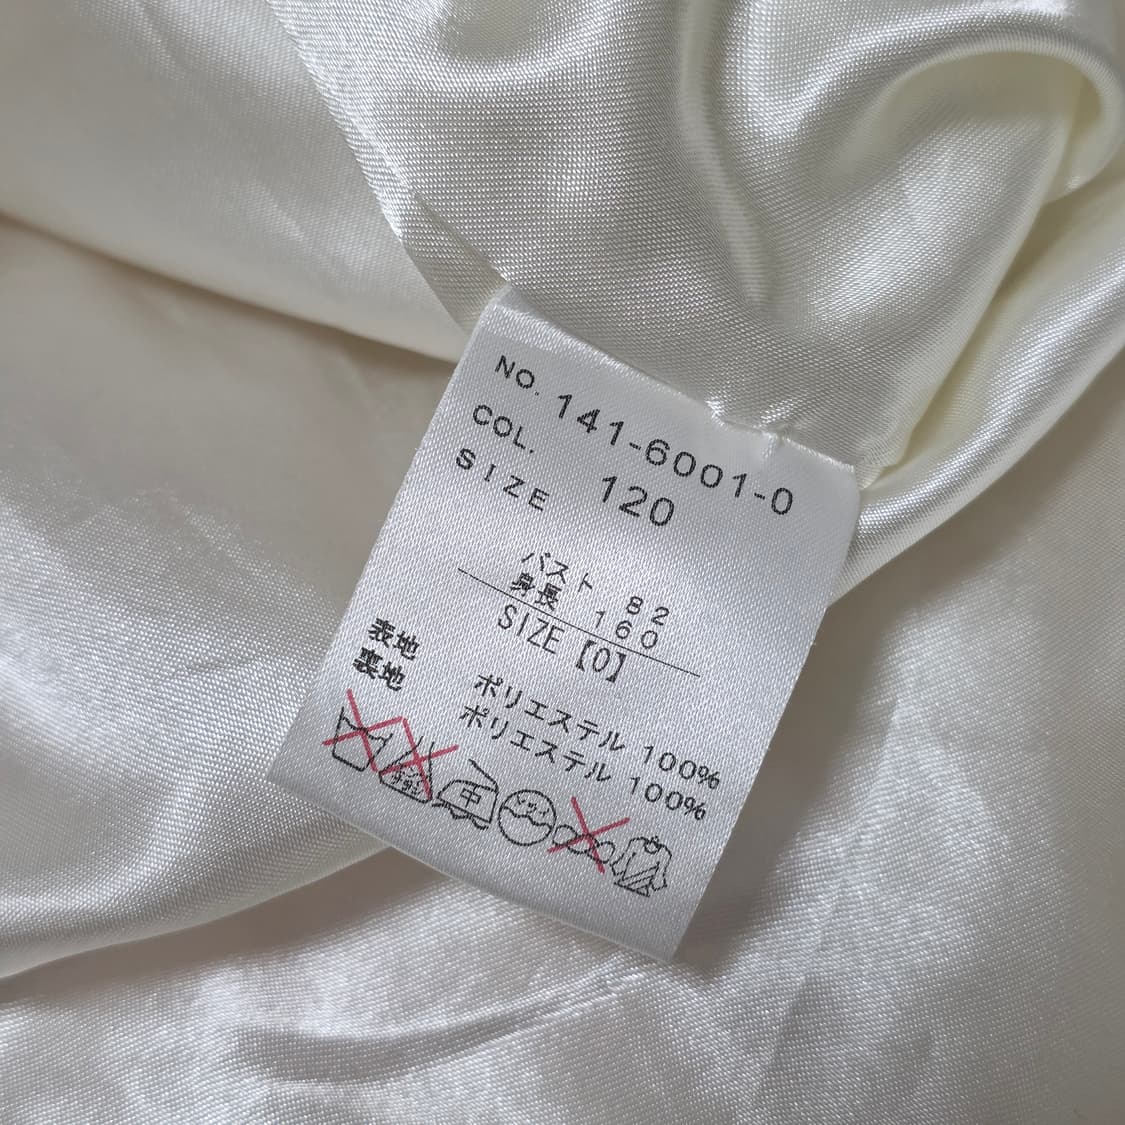 NO. 141-6001-0
COL. 120
SIZE
バスト 82
身長 160
SIZE【0】
表地 ポリエステル 100%
裏地 ポリエステル 100%
中